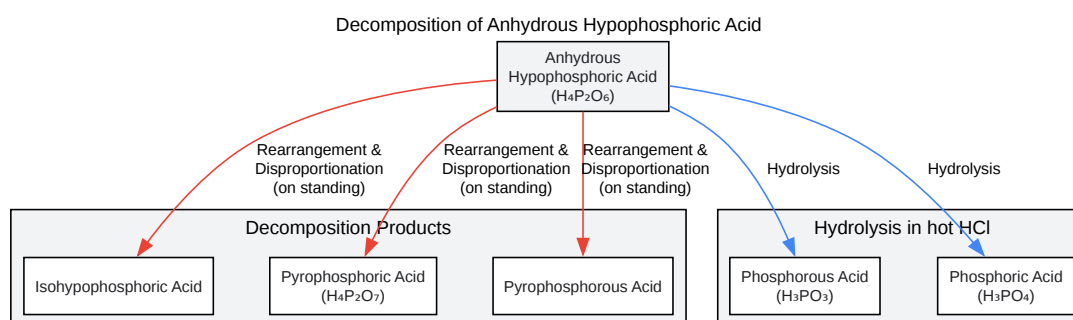 Decomposition of Anhydrous Hypophosphoric Acid
Anhydrous
Hypophosphoric Acid
(H₄P₂O₆)
Rearrangement &
Disproportionation
(on standing)
Rearrangement &
Disproportionation
(on standing)
Rearrangement &
Disproportionation
(on standing)
Hydrolysis
Hydrolysis
Decomposition Products
Isohypophosphoric Acid
Pyrophosphoric Acid
(H₄P₂O₇)
Pyrophosphorous Acid
Hydrolysis in hot HCl
Phosphorous Acid
(H₃PO₃)
Phosphoric Acid
(H₃PO₄)